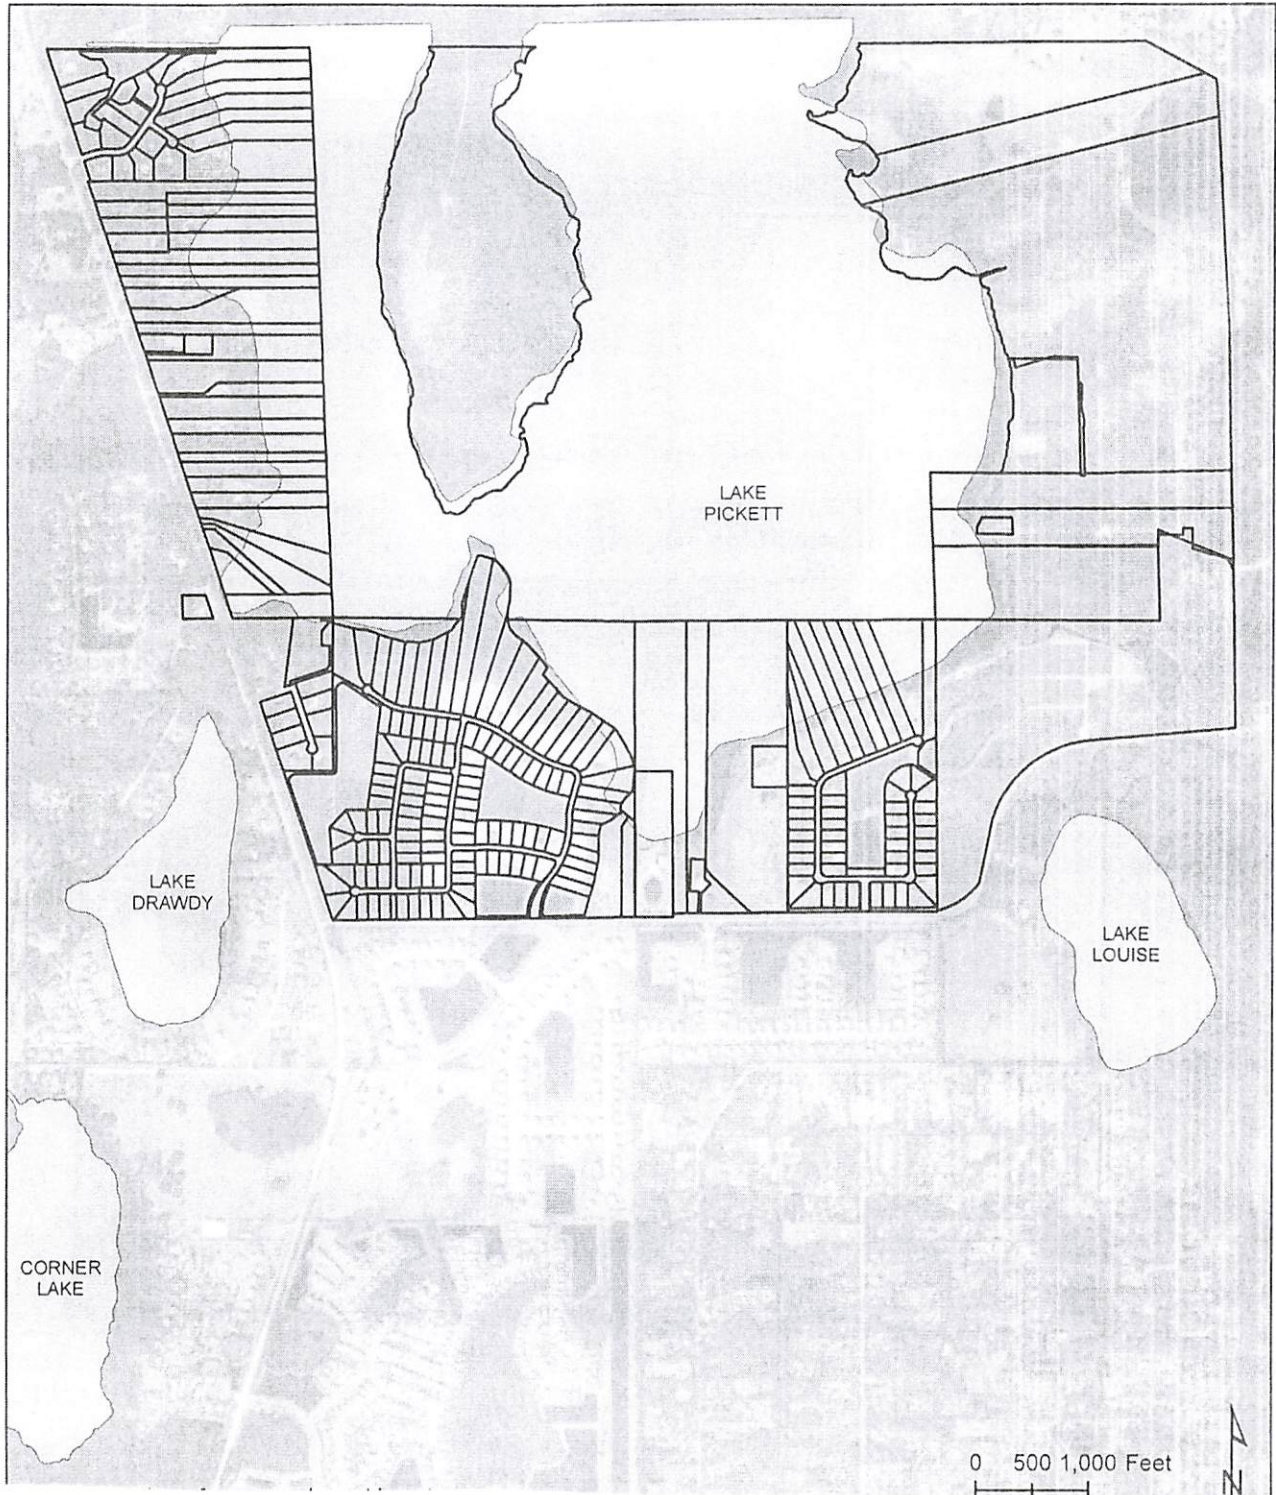 LAKE
PICKETT
LAKE
DRAWDY
LAKE
LOUISE
CORNER
LAKE
0 500 1,000 Feet
N